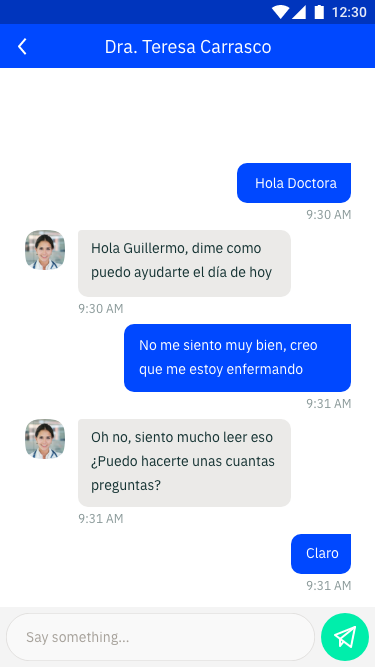 12:30
Dra. Teresa Carrasco
Hola Doctora
9:30 AM
Hola Guillermo, dime como
puedo ayudarte el día de hoy
9:30 AM
No me siento muy bien, creo
que me estoy enfermando
9:31 AM
Oh no, siento mucho leer eso
¿Puedo hacerte unas cuantas
preguntas?
9:31 AM
Claro
9:31 AM
Say something...